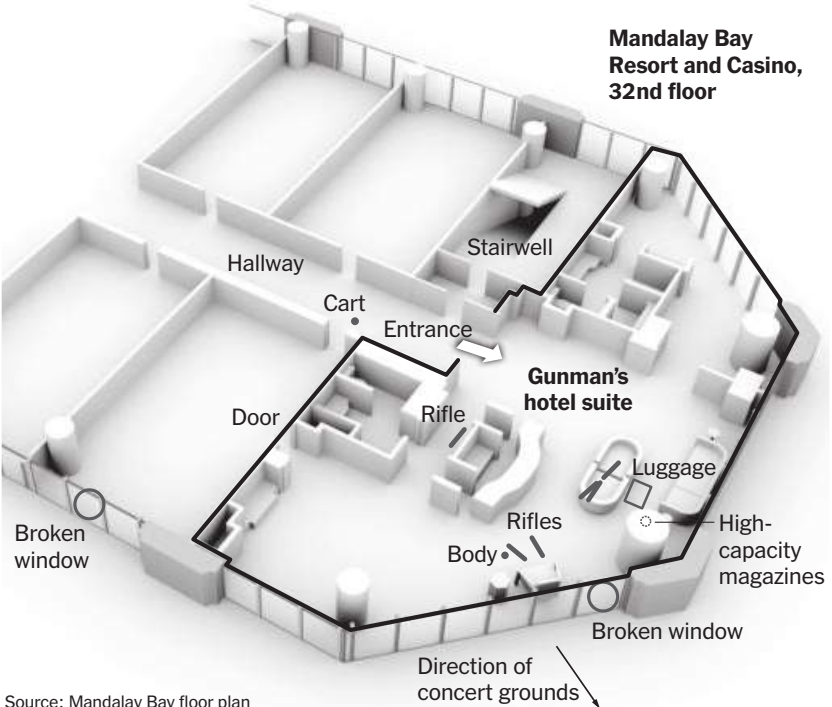 Mandalay Bay
Resort and Casino,
32nd floor
Stairwell
Hallway
Cart
Entrance
Gunman's
hotel suite
Door
Rifle
Luggage
Rifles
High-
capacity
magazines
Body
Broken
window
Broken window
Direction of
concert grounds
Source: Mandalay Bay floor plan